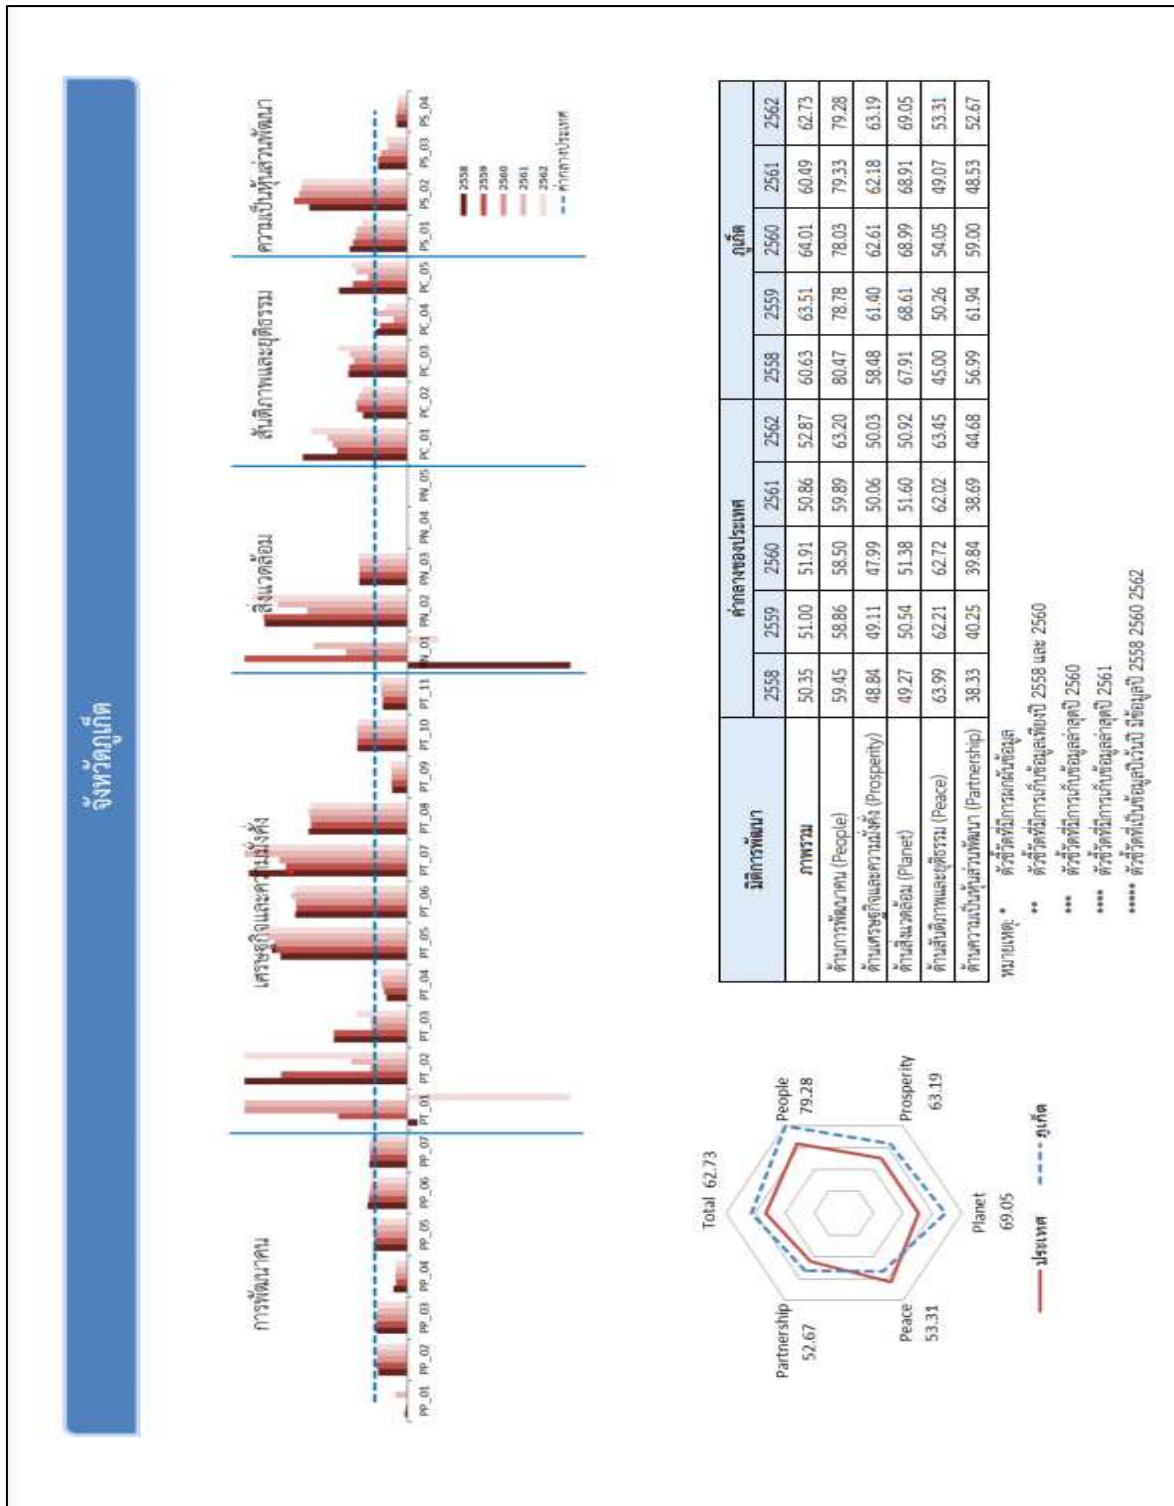 จังหวัดภูเก็ต
การพัฒนาคน เศรษฐกิจและความมั่งคั่ง สิ่งแวดล้อม สันติภาพและยุติธรรม ความเป็นหุ้นส่วนพัฒนา
2558
2559
2560
2561
2562
ค่ากลางประเทศ
PP_01 PP_02 PP_03 PP_04 PP_05 PP_06 PP_07 PT_01 PT_02 PT_03 PT_04 PT_05 PT_06 PT_07 PT_08 PT_09 PT_10 PT_11 PN_01 PN_02 PN_03 PN_04 PN_05 PC_01 PC_02 PC_03 PC_04 PC_05 PS_01 PS_02 PS_03 PS_04
Total 62.73
People
79.28
Prosperity
63.19
Planet
69.05
Peace
53.31
Partnership
52.67
ประเทศ ภูเก็ต
มิติการพัฒนา ค่ากลางของประเทศ ภูเก็ต
2558 2559 2560 2561 2562 2558 2559 2560 2561 2562
ภาพรวม 50.35 51.00 51.91 50.86 52.87 60.63 63.51 64.01 60.49 62.73
ด้านการพัฒนาคน (People) 59.45 58.86 58.50 59.89 63.20 80.47 78.78 78.03 79.33 79.28
ด้านเศรษฐกิจและความมั่งคั่ง (Prosperity) 48.84 49.11 47.99 50.06 50.03 58.48 61.40 62.61 62.18 63.19
ด้านสิ่งแวดล้อม (Planet) 49.27 50.54 51.38 51.60 50.92 67.91 68.61 68.99 68.91 69.05
ด้านสันติภาพและยุติธรรม (Peace) 63.99 62.21 62.72 62.02 63.45 45.00 50.26 54.05 49.07 53.31
ด้านความเป็นหุ้นส่วนพัฒนา (Partnership) 38.33 40.25 39.84 38.69 44.68 56.99 61.94 59.00 48.53 52.67
หมายเหตุ: * ตัวชี้วัดที่มีการผกผันข้อมูล
** ตัวชี้วัดที่มีการเก็บข้อมูลเพียงปี 2558 และ 2560
*** ตัวชี้วัดที่มีการเก็บข้อมูลล่าสุดปี 2560
**** ตัวชี้วัดที่มีการเก็บข้อมูลล่าสุดปี 2561
***** ตัวชี้วัดที่เป็นข้อมูลปีเว้นปี มีข้อมูลปี 2558 2560 2562